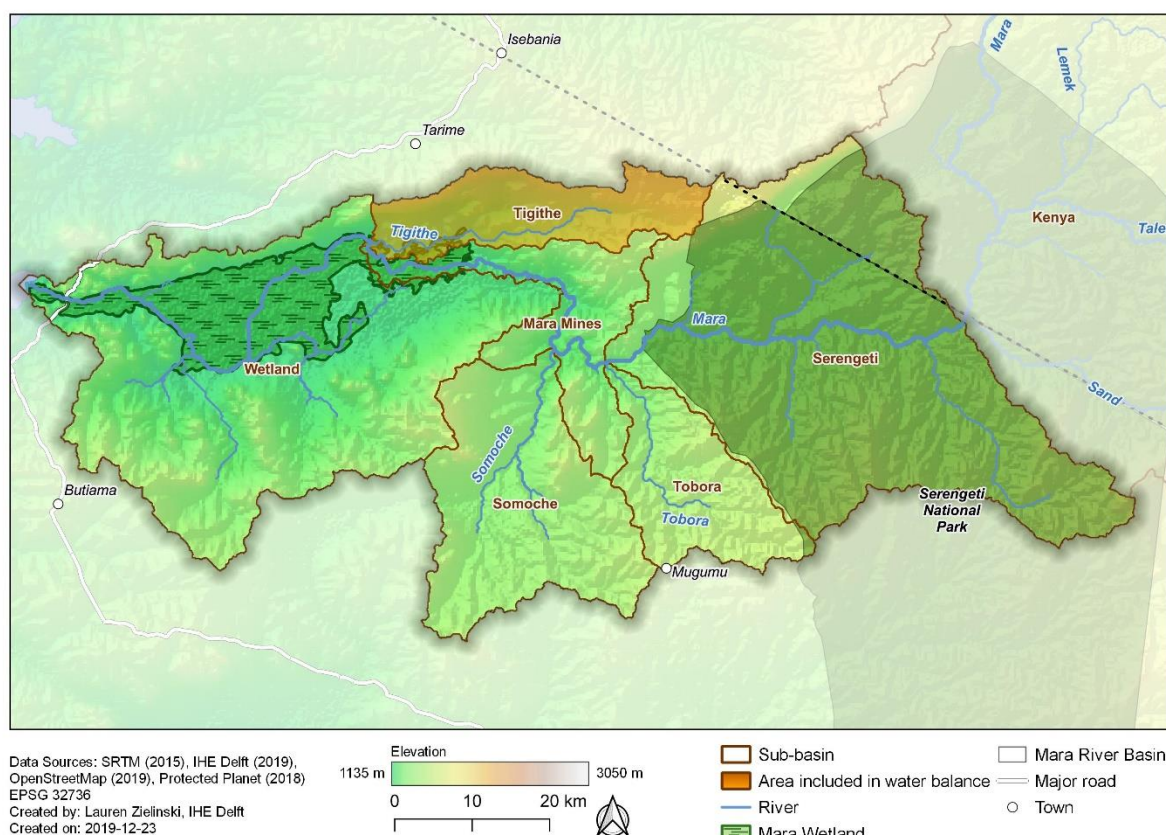 Isebania
Mara
Lemek
Tarime
Tigithe
Tigithe
Kenya
Tale
Mara Mines
Mara
Serengeti
Wetland
Sand
Somoche
Butiama
Somoche
Tobora
Tobora
Serengeti
National
Park
Mugumu
Data Sources: SRTM (2015), IHE Delft (2019),
OpenStreetMap (2019), Protected Planet (2018)
EPSG 32736
Created by: Lauren Zielinski, IHE Delft
Created on: 2019-12-23
Elevation
1135 m
3050 m
0 10 20 km
Sub-basin
Area included in water balance
River
Mara Wetland
Mara River Basin
Major road
Town